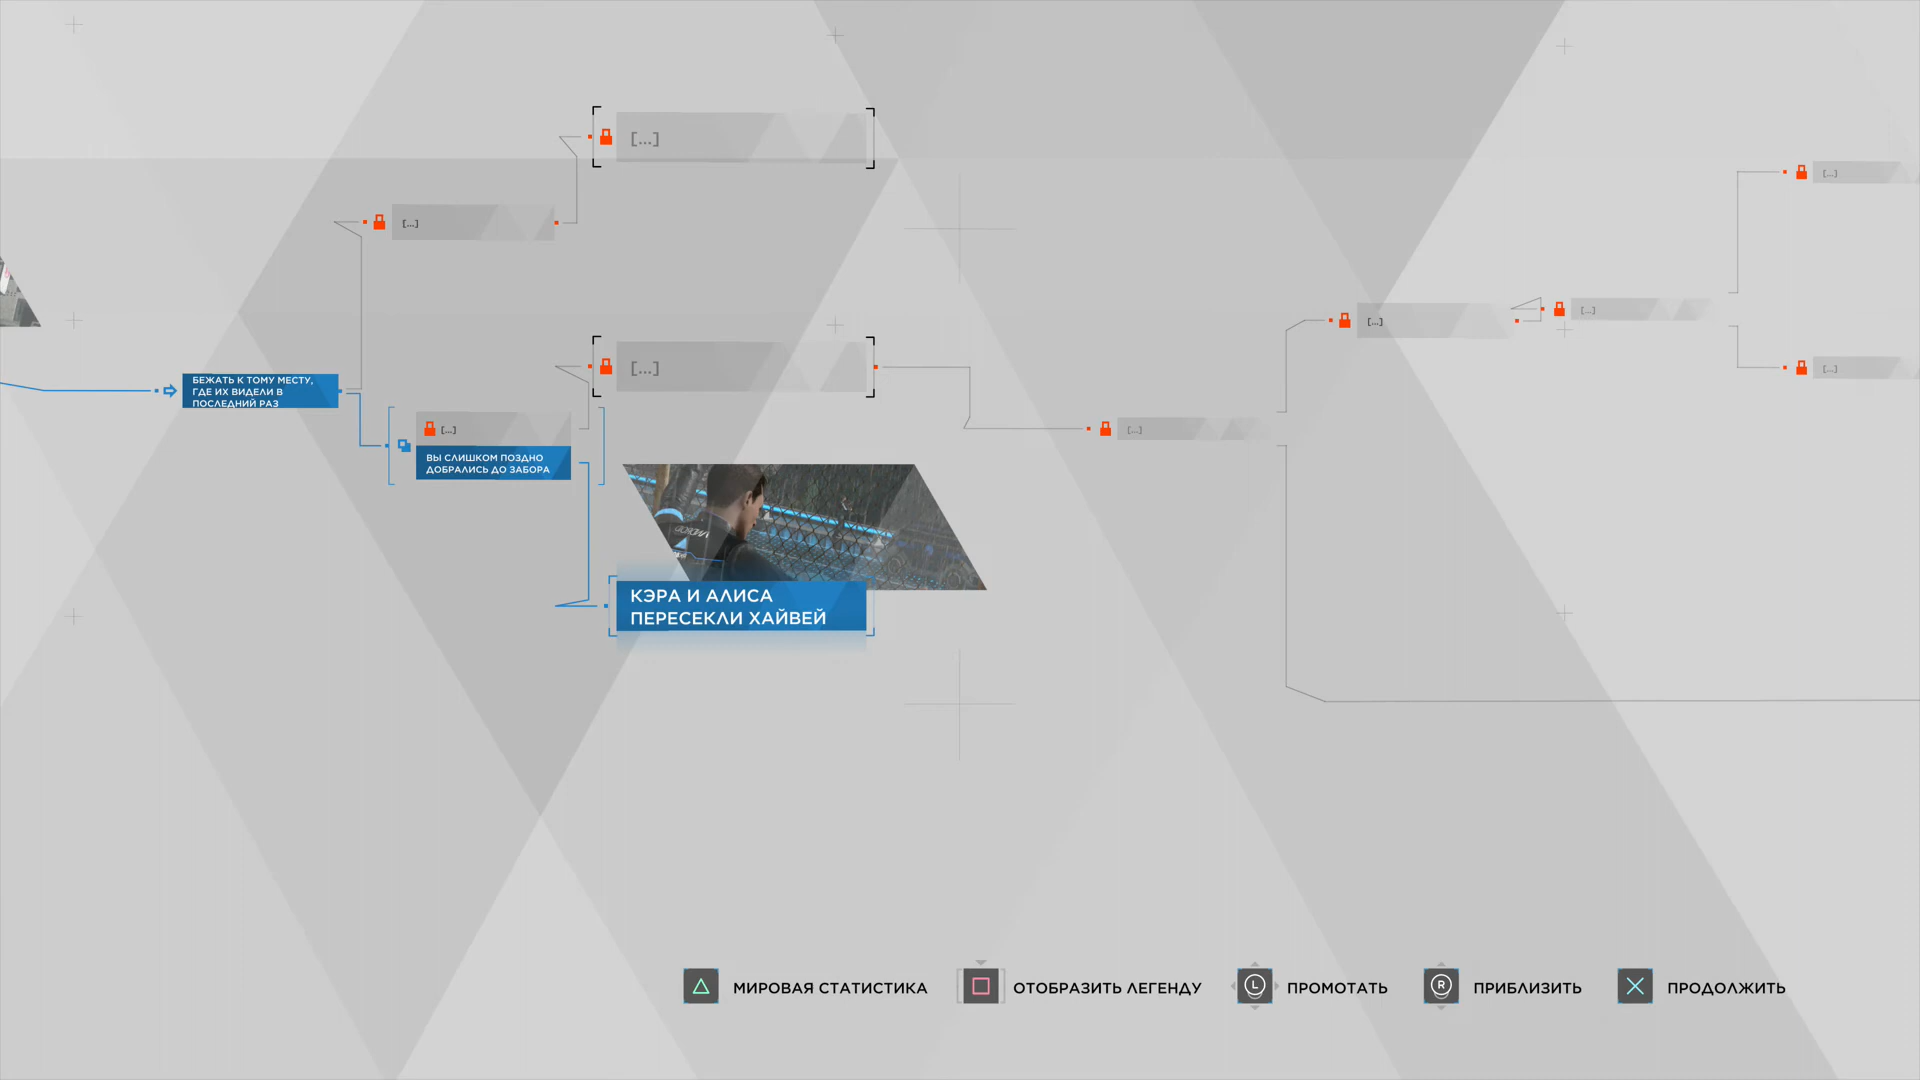 [...]
[...]
[...]
[...]
[...]
[...]
[...]
БЕЖАТЬ К ТОМУ МЕСТУ,
ГДЕ ИХ ВИДЕЛИ В
ПОСЛЕДНИЙ РАЗ
[...]
[...]
ВЫ СЛИШКОМ ПОЗДНО
ДОБРАЛИСЬ ДО ЗАБОРА
КЭРА И АЛИСА
ПЕРЕСЕКЛИ ХАЙВЕЙ
МИРОВАЯ СТАТИСТИКА
ОТОБРАЗИТЬ ЛЕГЕНДУ
L
ПРОМОТАТЬ
R
ПРИБЛИЗИТЬ
ПРОДОЛЖИТЬ